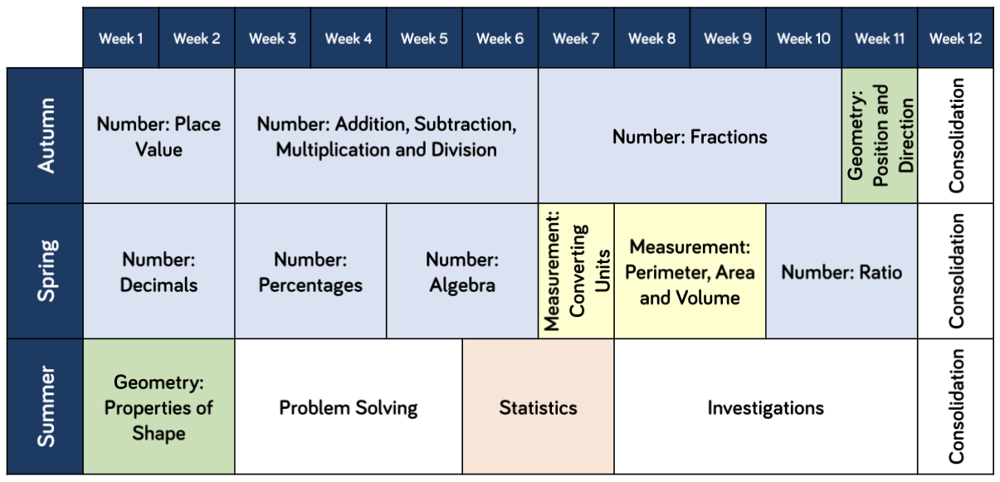 Week 1 Week 2 Week 3 Week 4 Week 5 Week 6 Week 7 Week 8 Week 9 Week 10 Week 11 Week 12
Autumn
Number: Place
Value
Number: Addition, Subtraction,
Multiplication and Division
Number: Fractions
Geometry:
Position and
Direction
Consolidation
Spring
Number:
Decimals
Number:
Percentages
Number:
Algebra
Measurement:
Converting
Units
Measurement:
Perimeter, Area
and Volume
Number: Ratio
Consolidation
Summer
Geometry:
Properties of
Shape
Problem Solving
Statistics
Investigations
Consolidation